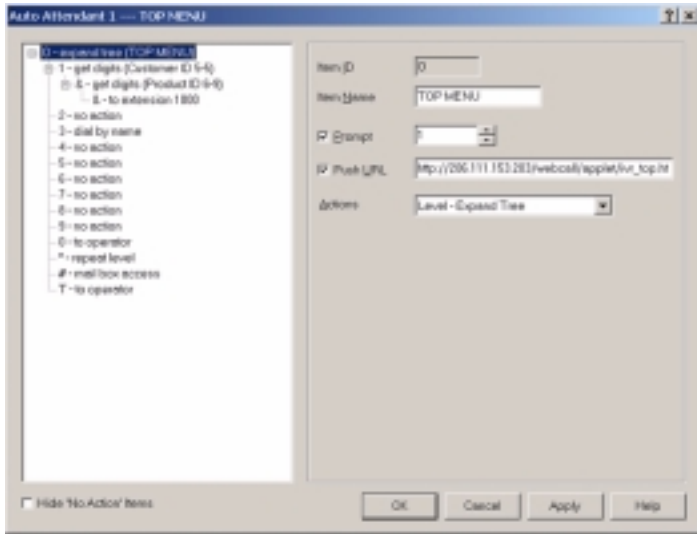 Auto Attendant 1 --- TOP MENU
0 - expand tree (TOP MENU)
1 - get digits (Customer ID 5-5)
& - get digits (Product ID 6-6)
& - to extension 1000
2 - no action
3 - dial by name
4 - no action
5 - no action
6 - no action
7 - no action
8 - no action
9 - no action
0 - to operator
* - repeat level
# - mail box access
T - to operator
Item ID
0
Item Name
TOP MENU
Prompt
1
Push URL
Actions
Level - Expand Tree
Hide 'No Action' Items
OK
Cancel
Apply
Help